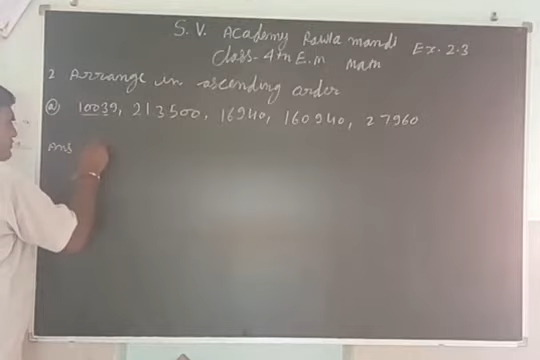 S. V. Academy Rawla mandi Ex. 2.3
Class- 4th E.m Mam
2 Arrange in ascending order
(a) 10039, 213500, 16940, 160940, 27960
Ans